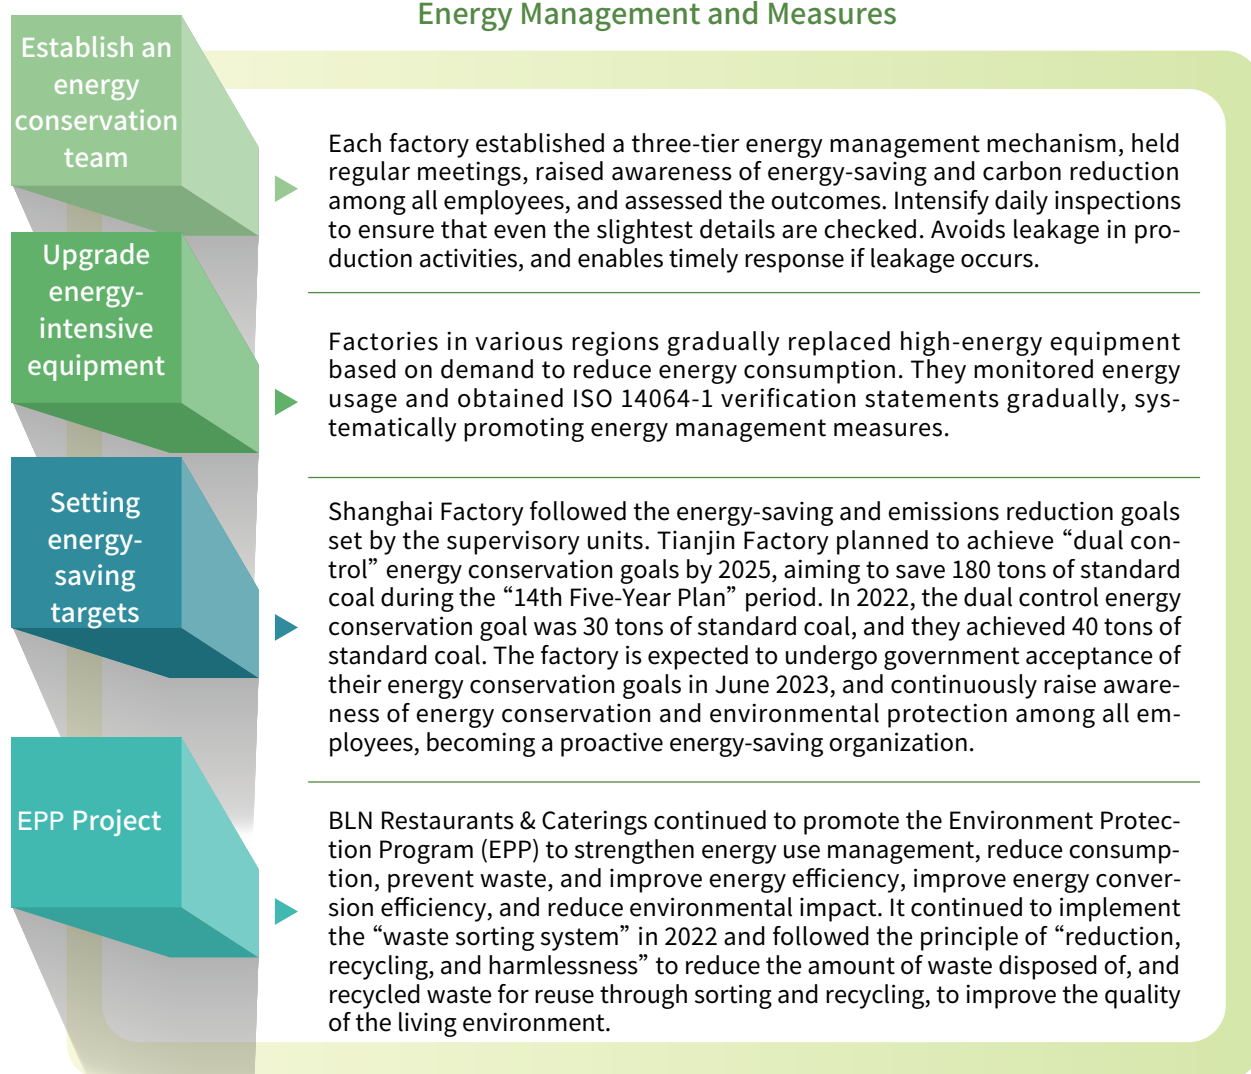 Energy Management and Measures
Establish an
energy
conservation
team
Each factory established a three-tier energy management mechanism, held
regular meetings, raised awareness of energy-saving and carbon reduction
among all employees, and assessed the outcomes. Intensify daily inspections
to ensure that even the slightest details are checked. Avoids leakage in pro-
duction activities, and enables timely response if leakage occurs.
Upgrade
energy-
intensive
equipment
Factories in various regions gradually replaced high-energy equipment
based on demand to reduce energy consumption. They monitored energy
usage and obtained ISO 14064-1 verification statements gradually, sys-
tematically promoting energy management measures.
Setting
energy-
saving
targets
Shanghai Factory followed the energy-saving and emissions reduction goals
set by the supervisory units. Tianjin Factory planned to achieve “dual con-
trol” energy conservation goals by 2025, aiming to save 180 tons of standard
coal during the “14th Five-Year Plan” period. In 2022, the dual control energy
conservation goal was 30 tons of standard coal, and they achieved 40 tons of
standard coal. The factory is expected to undergo government acceptance of
their energy conservation goals in June 2023, and continuously raise aware-
ness of energy conservation and environmental protection among all em-
ployees, becoming a proactive energy-saving organization.
EPP Project
BLN Restaurants & Caterings continued to promote the Environment Protec-
tion Program (EPP) to strengthen energy use management, reduce consump-
tion, prevent waste, and improve energy efficiency, improve energy conver-
sion efficiency, and reduce environmental impact. It continued to implement
the “waste sorting system” in 2022 and followed the principle of “reduction,
recycling, and harmlessness” to reduce the amount of waste disposed of, and
recycled waste for reuse through sorting and recycling, to improve the quality
of the living environment.